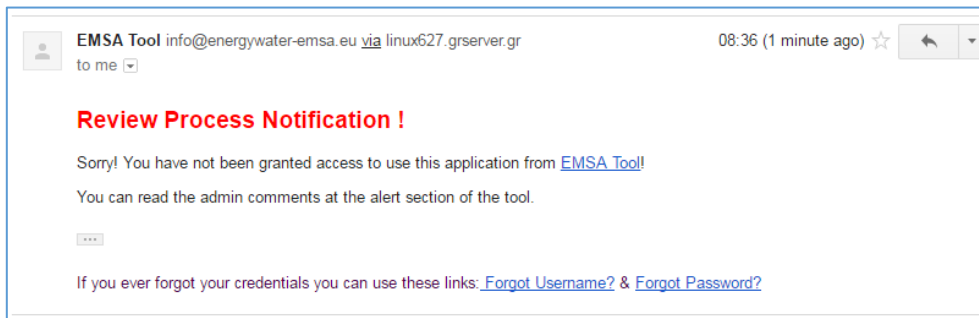 EMSA Tool info@energywater-emsa.eu via linux627.grserver.gr 08:36 (1 minute ago)
to me
Review Process Notification !
Sorry! You have not been granted access to use this application from EMSA Tool!
You can read the admin comments at the alert section of the tool.
If you ever forgot your credentials you can use these links: Forgot Username? & Forgot Password?